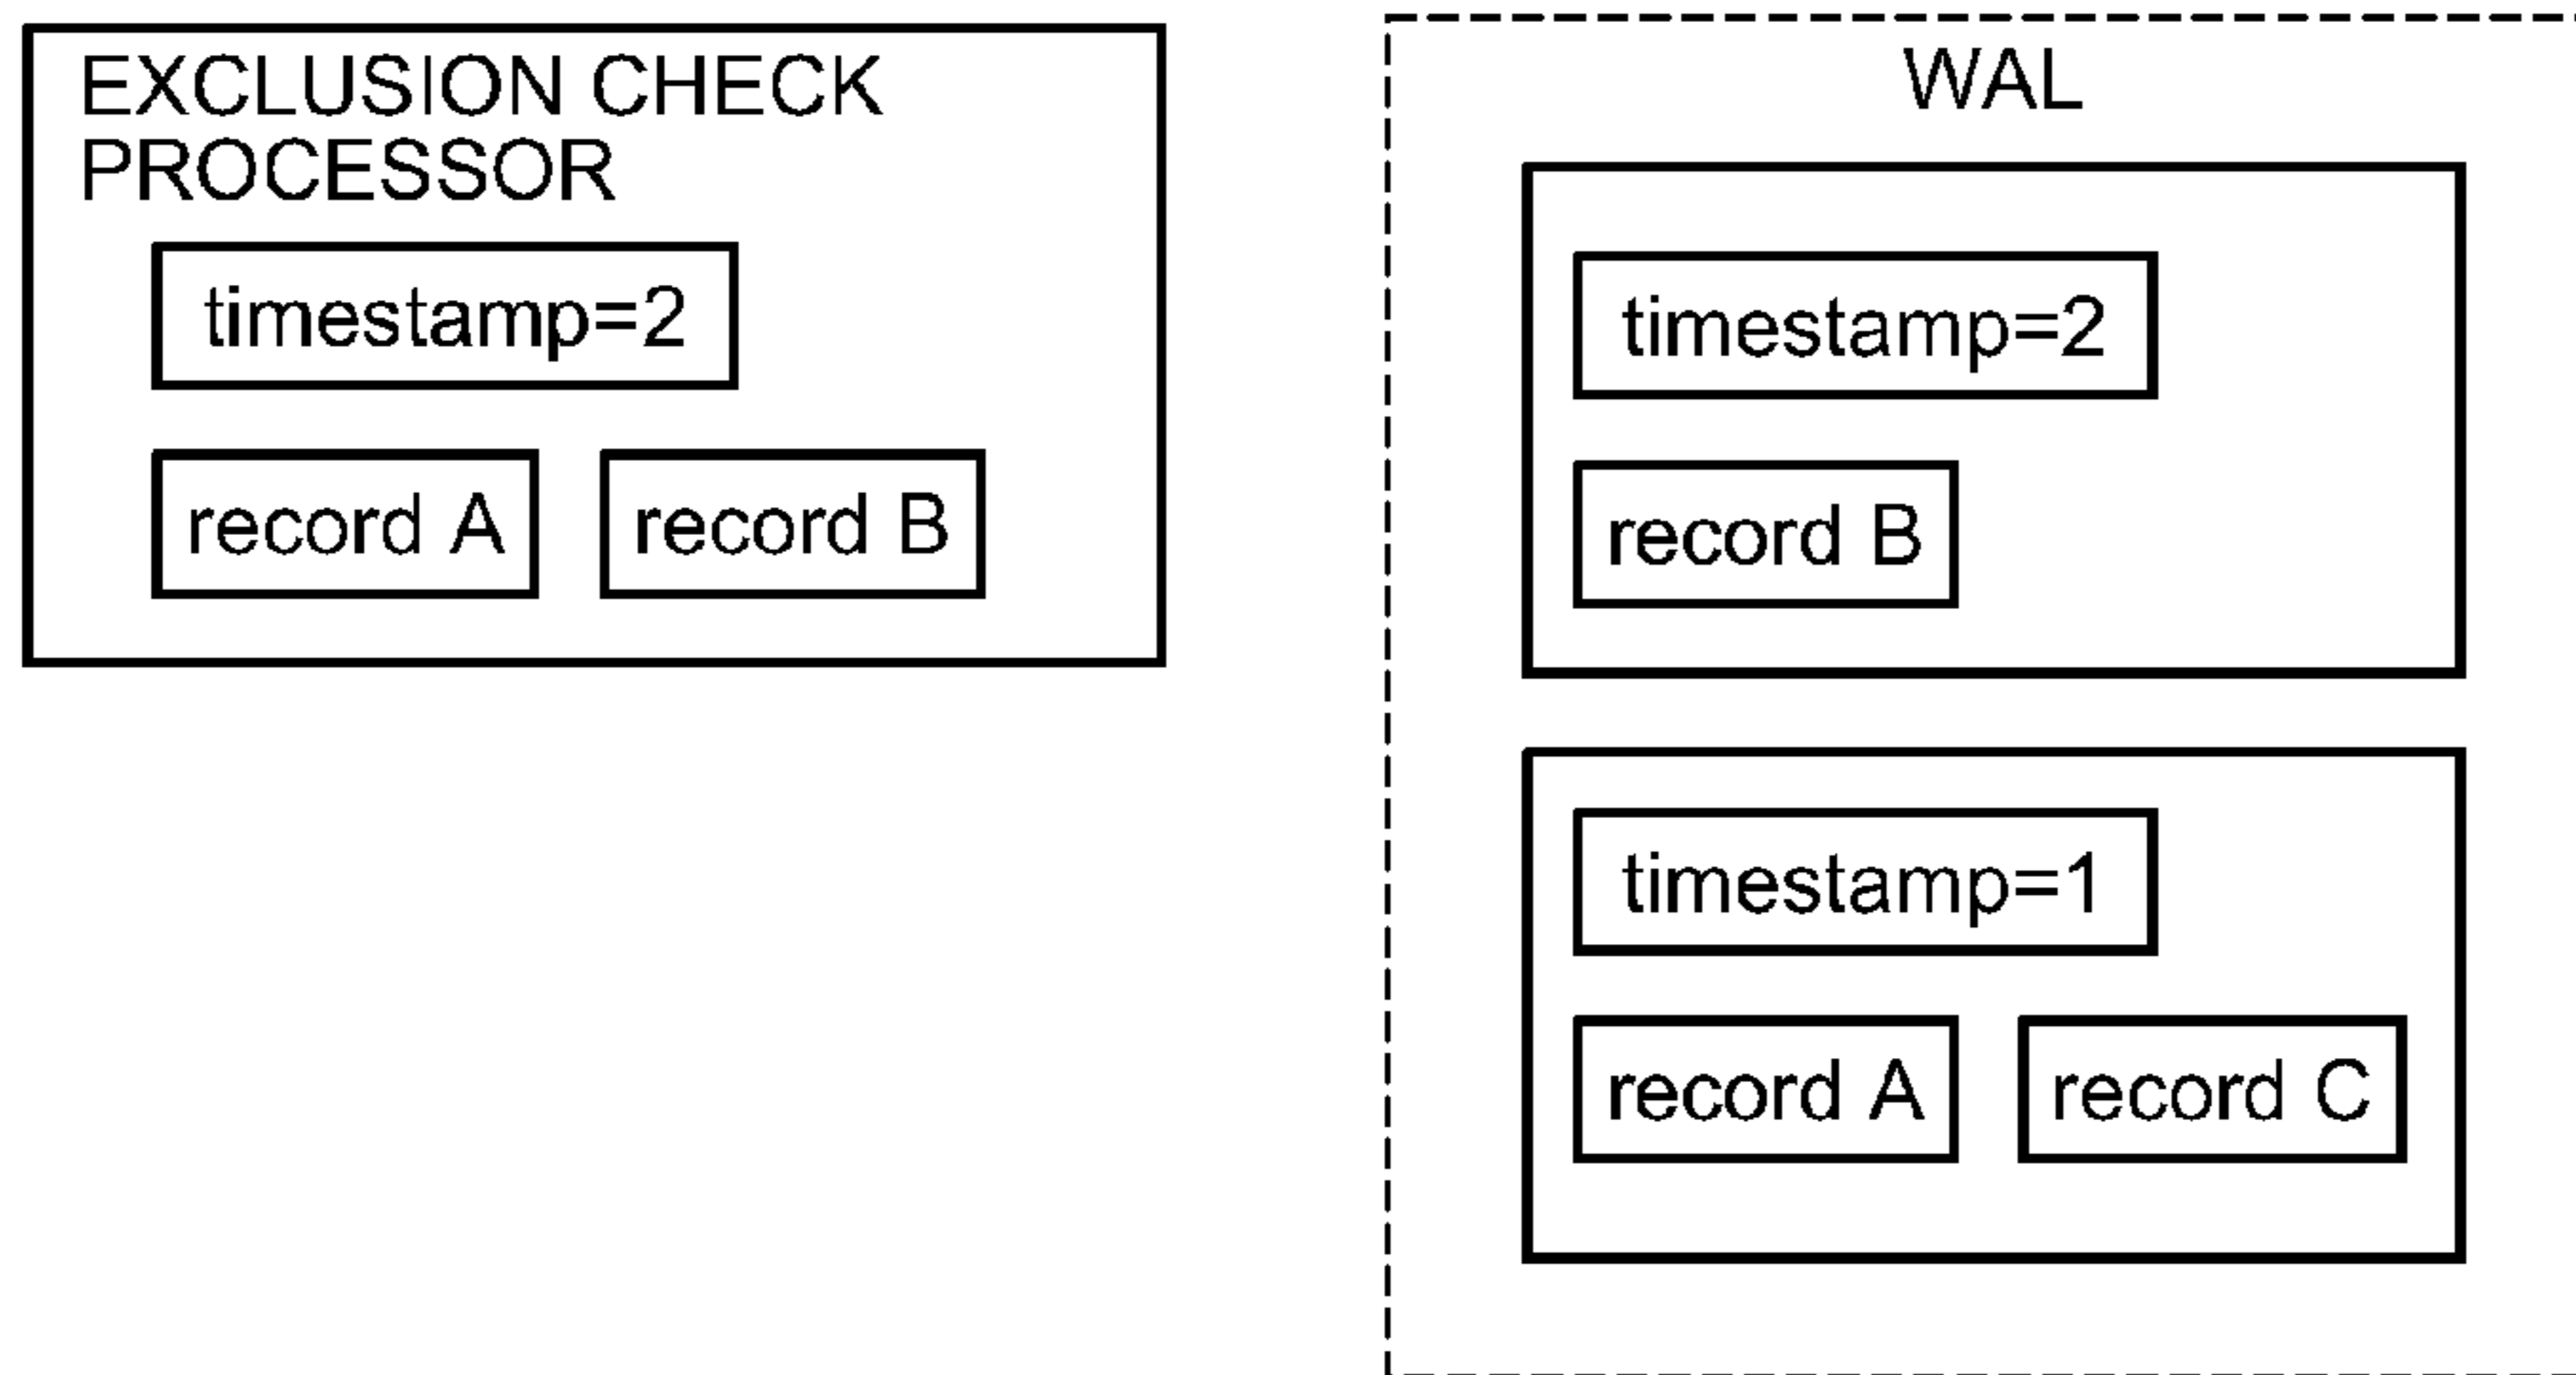 EXCLUSION CHECK
PROCESSOR
timestamp=2
record A
record B
WAL
timestamp=2
record B
timestamp=1
record A
record C